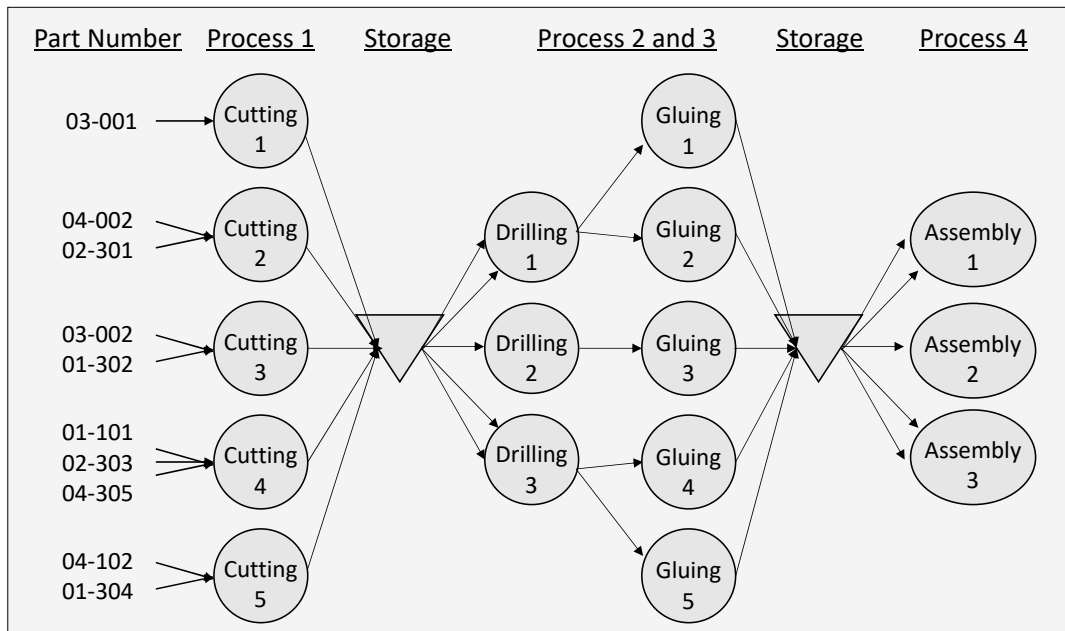 Part Number Process 1 Storage Process 2 and 3 Storage Process 4
03-001
Cutting
1
Gluing
1
04-002
02-301
Cutting
2
Drilling
1
Gluing
2
Assembly
1
03-002
01-302
Cutting
3
Drilling
2
Gluing
3
Assembly
2
01-101
02-303
04-305
Cutting
4
Drilling
3
Gluing
4
Assembly
3
04-102
01-304
Cutting
5
Gluing
5